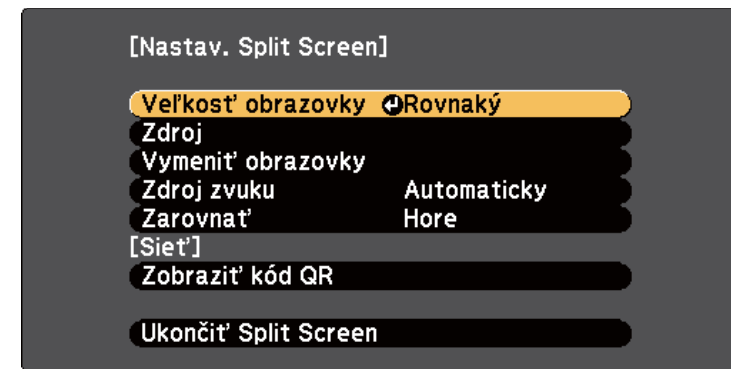 [Nastav. Split Screen]
Veľkosť obrazovky Rovnaký
Zdroj
Vymeniť obrazovky
Zdroj zvuku Automaticky
Zarovnať Hore
[Sieť]
Zobraziť kód QR
Ukončiť Split Screen